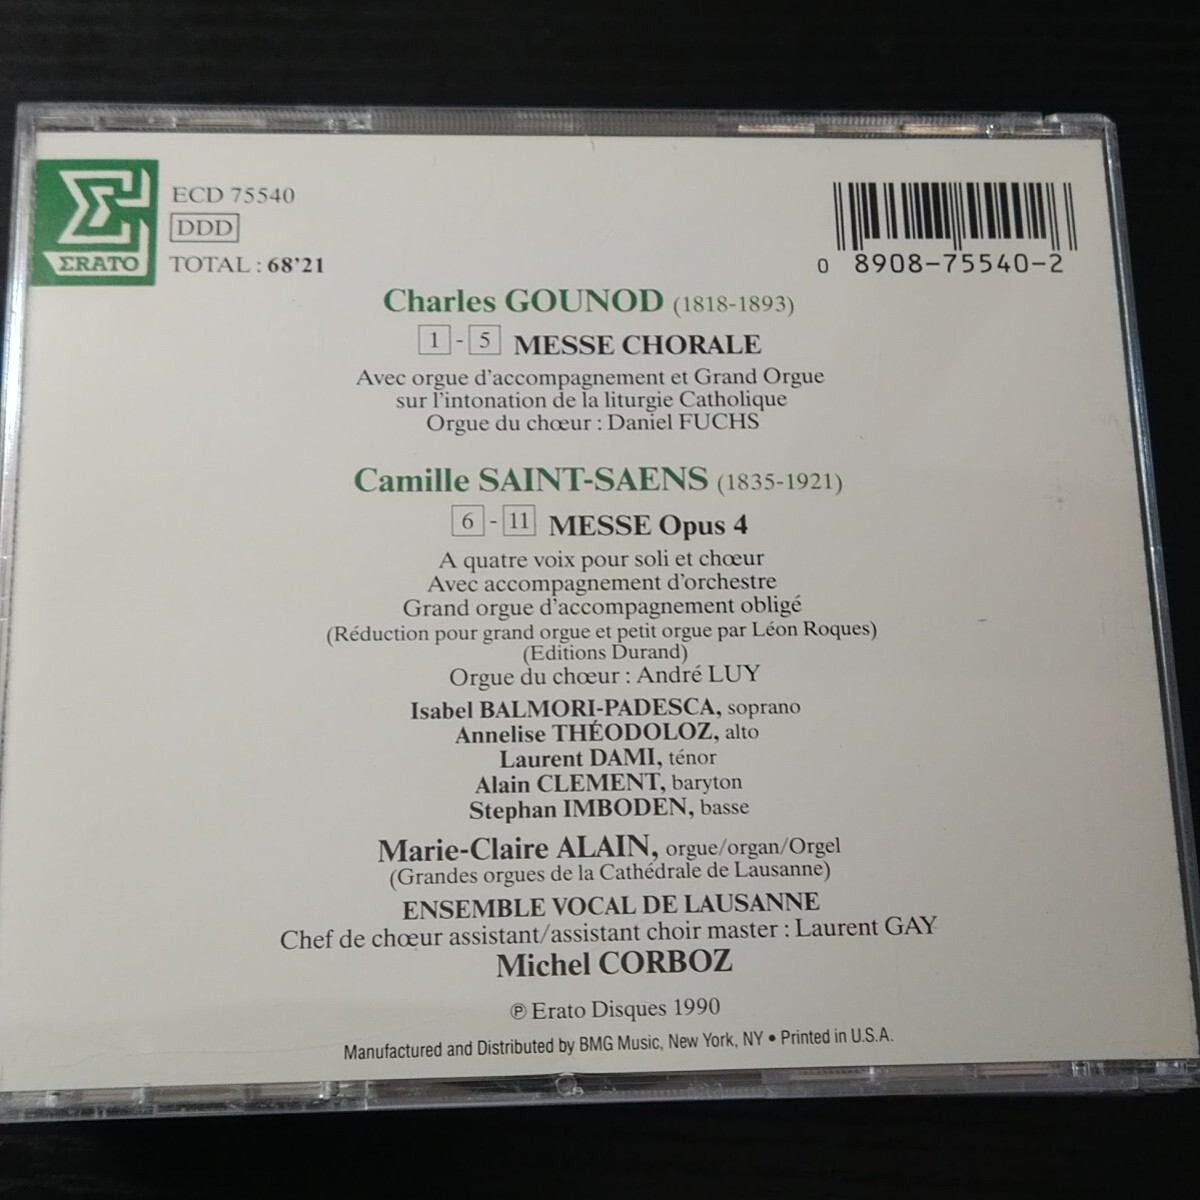 ERATO
ECD 75540
DDD
TOTAL : 68'21
0 8908-75540-2
Charles GOUNOD (1818-1893)
1 - 5 MESSE CHORALE
Avec orgue d'accompagnement et Grand Orgue
sur l'intonation de la liturgie Catholique
Orgue du chœur : Daniel FUCHS
Camille SAINT-SAENS (1835-1921)
6 - 11 MESSE Opus 4
A quatre voix pour soli et chœur
Avec accompagnement d'orchestre
Grand orgue d'accompagnement obligé
(Réduction pour grand orgue et petit orgue par Léon Roques)
(Editions Durand)
Orgue du chœur : André LUY
Isabel BALMORI-PADESCA, soprano
Annelise THÉODOLOZ, alto
Laurent DAMI, ténor
Alain CLEMENT, baryton
Stephan IMBODEN, basse
Marie-Claire ALAIN, orgue/organ/Orgel
(Grandes orgues de la Cathédrale de Lausanne)
ENSEMBLE VOCAL DE LAUSANNE
Chef de chœur assistant/assistant choir master : Laurent GAY
Michel CORBOZ
℗ Erato Disques 1990
Manufactured and Distributed by BMG Music, New York, NY • Printed in U.S.A.